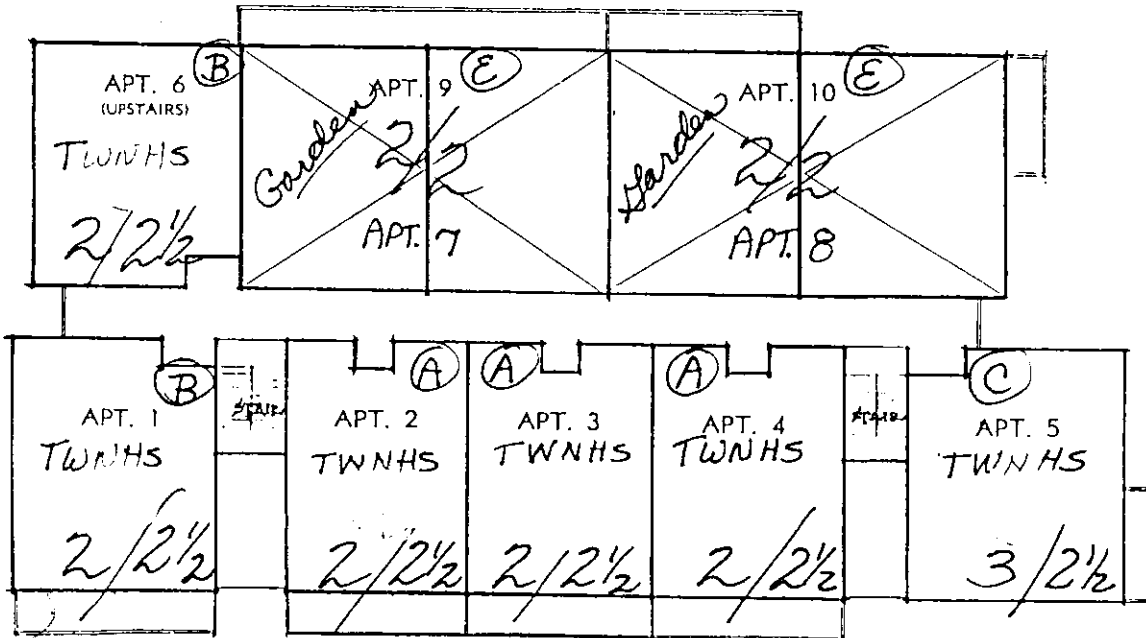 APT. 6
(UPSTAIRS)
B
TWNHS
2/2½
APT. 9
E
Garden
2/2
APT. 7
APT. 10
E
Garden
2/2
APT. 8
B
APT. 1
TWNHS
2/2½
STAIR
A
APT. 2
TWNHS
2/2½
A
APT. 3
TWNHS
2/2½
A
APT. 4
TWNHS
2/2½
STAIR
C
APT. 5
TWNHS
3/2½